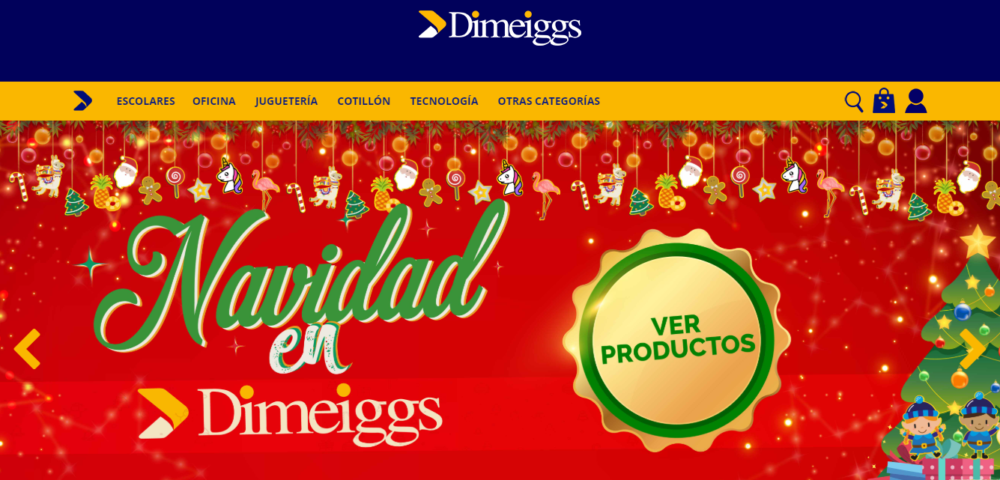 Dimeiggs
ESCOLARES OFICINA JUGUETERÍA COTILLÓN TECNOLOGÍA OTRAS CATEGORÍAS
Navidad
en
Dimeiggs
VER
PRODUCTOS